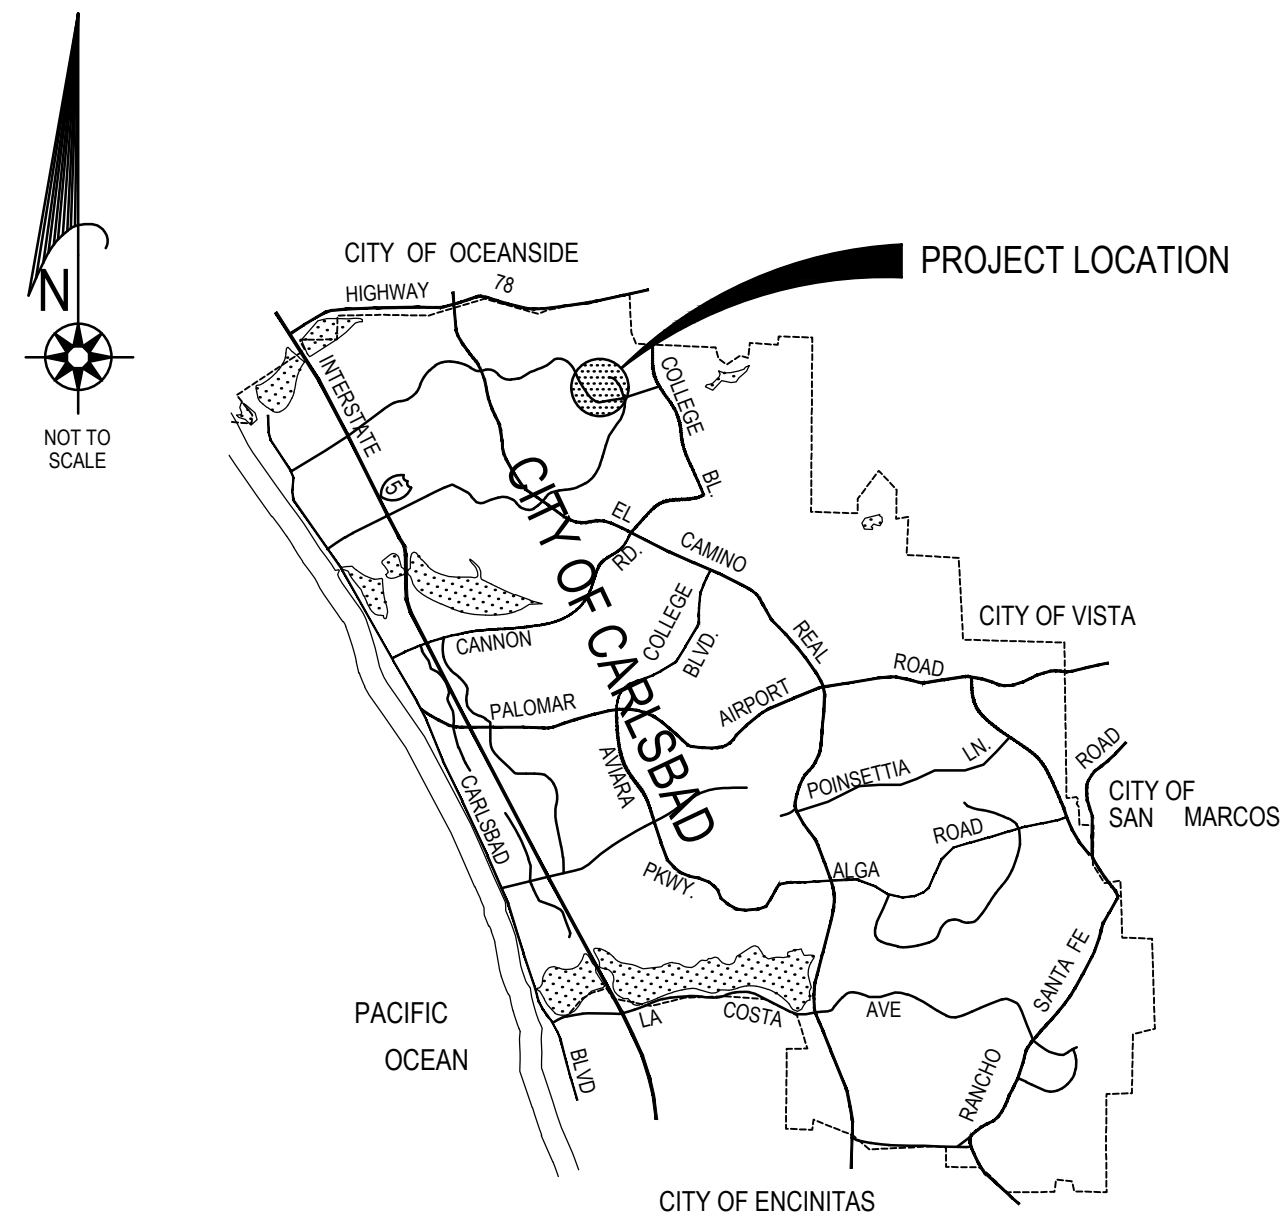 CITY OF OCEANSIDE
PROJECT LOCATION
HIGHWAY 78
N
NOT TO
SCALE
INTERSTATE
5
COLLEGE
BL.
EL
CAMINO
REAL
RD.
CANNON
COLLEGE
BLVD.
CITY OF CARLSBAD
CITY OF VISTA
PALOMAR
AIRPORT
ROAD
AVIARA
PKWY.
POINSETTIA
LN.
ROAD
CITY OF
SAN MARCOS
CARLSBAD
BLVD
ALGA
ROAD
SANTA FE
RANCHO
LA
COSTA
AVE
PACIFIC
OCEAN
CITY OF ENCINITAS